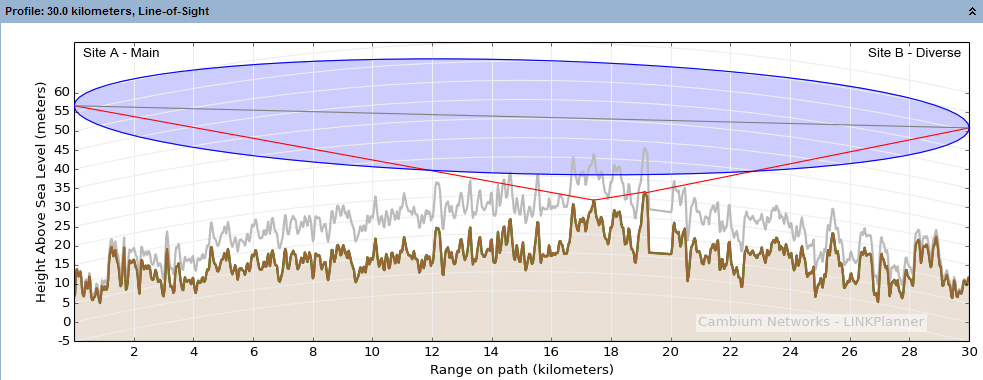 Profile: 30.0 kilometers, Line-of-Sight
Site A - Main
Site B - Diverse
60
55
50
45
40
35
30
25
20
15
10
5
0
-5
Height Above Sea Level (meters)
Cambium Networks - LINKPlanner
2 4 6 8 10 12 14 16 18 20 22 24 26 28 30
Range on path (kilometers)